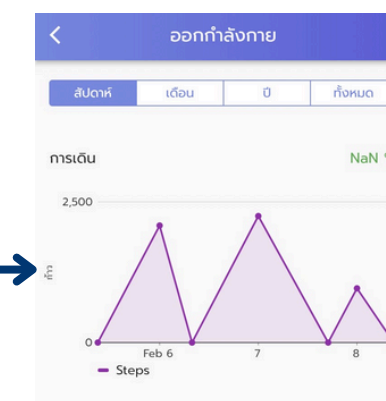 ออกกำลังกาย
สัปดาห์ เดือน ปี ทั้งหมด
การเดิน NaN
2,500
ก้าว
0
Feb 6 7 8
Steps